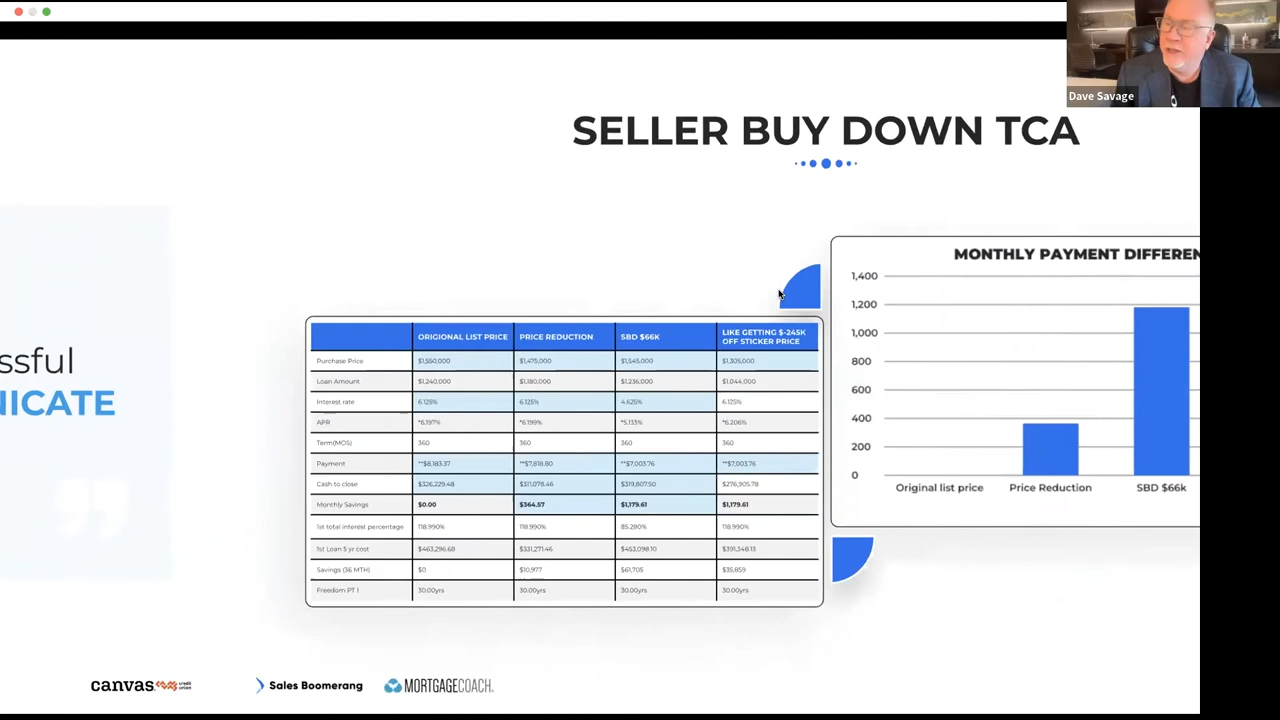 Dave Savage
SELLER BUY DOWN TCA
ssful
NICATE
ORIGIONAL LIST PRICE PRICE REDUCTION SBD $66K LIKE GETTING $-245K OFF STICKER PRICE
Purchase Price $1,550,000 $1,475,000 $1,545,000 $1,305,000
Loan Amount $1,240,000 $1,180,000 $1,236,000 $1,044,000
Interest rate 6.125% 6.125% 4.625% 6.125%
APR *6.197% *6.199% *5.133% *6.206%
Term(MOS) 360 360 360 360
Payment **$8,183.37 **$7,818.80 **$7,003.76 **$7,003.76
Cash to close $326,229.48 $311,078.46 $319,807.50 $276,905.78
Monthly Savings $0.00 $364.57 $1,179.61 $1,179.61
1st total interest percentage 118.990% 118.990% 85.280% 118.990%
1st Loan 5 yr cost $463,296.68 $331,271.46 $453,098.10 $391,348.13
Savings (36 MTH) $0 $10,977 $61,705 $35,859
Freedom PT 1 30.00yrs 30.00yrs 30.00yrs 30.00yrs
MONTHLY PAYMENT DIFFEREN
1,400
1,200
1,000
800
600
400
200
0
Original list price Price Reduction SBD $66k
canvas credit union
Sales Boomerang
MORTGAGECOACH.